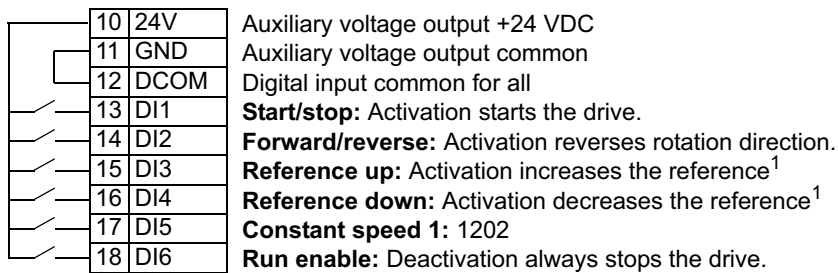 10 24V Auxiliary voltage output +24 VDC
11 GND Auxiliary voltage output common
12 DCOM Digital input common for all
13 DI1 Start/stop: Activation starts the drive.
14 DI2 Forward/reverse: Activation reverses rotation direction.
15 DI3 Reference up: Activation increases the reference1
16 DI4 Reference down: Activation decreases the reference1
17 DI5 Constant speed 1: 1202
18 DI6 Run enable: Deactivation always stops the drive.